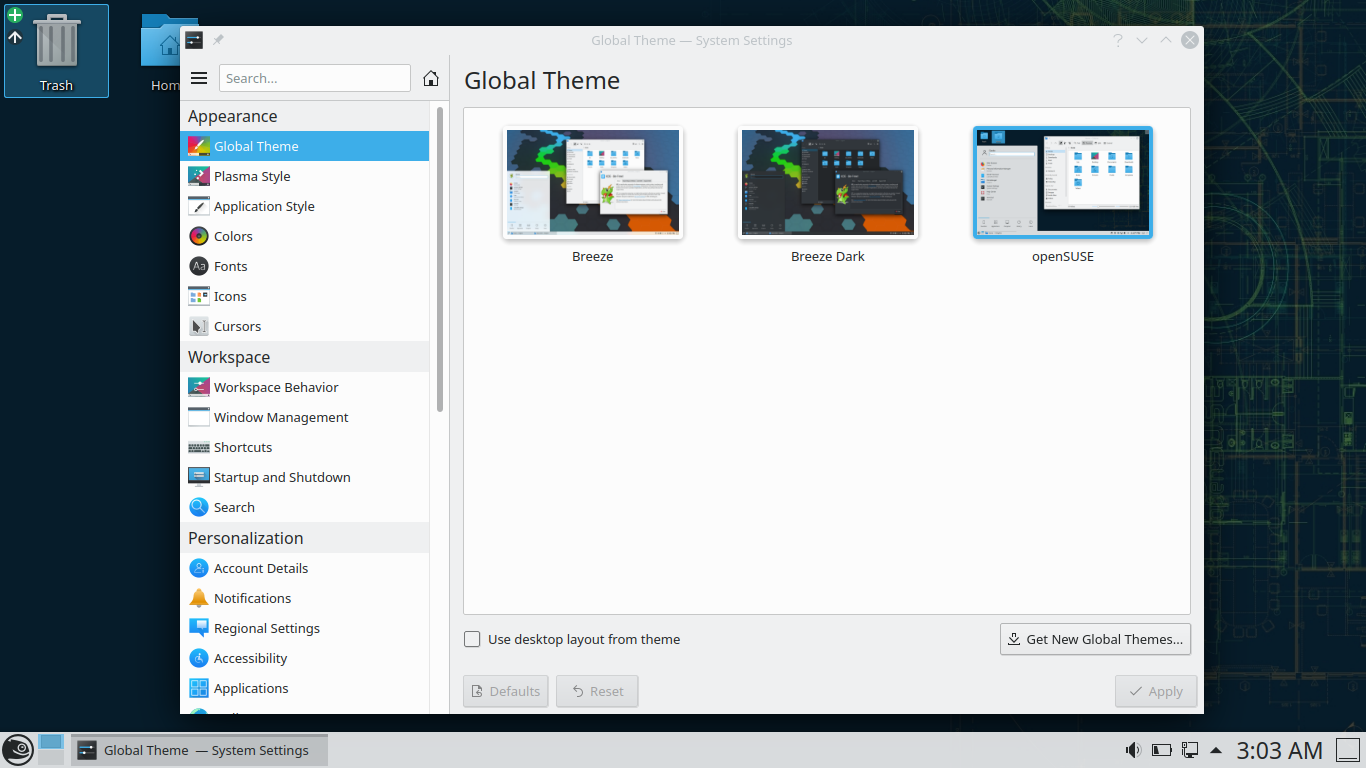 Trash
Hom
Global Theme — System Settings
Search...
Global Theme
Appearance
Global Theme
Plasma Style
Application Style
Colors
Aa
Fonts
Icons
Cursors
Workspace
Workspace Behavior
Window Management
Shortcuts
Startup and Shutdown
Search
Personalization
Account Details
Notifications
Regional Settings
Accessibility
Applications
Breeze
Breeze Dark
openSUSE
Use desktop layout from theme
Get New Global Themes...
Defaults
Reset
Apply
Global Theme — System Settings
3:03 AM